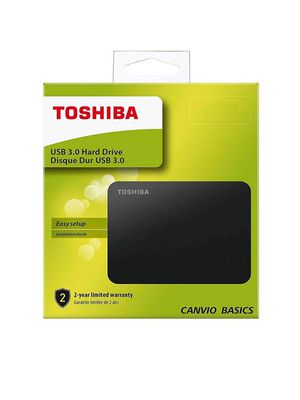 TOSHIBA
USB 3.0 Hard Drive
Disque Dur USB 3.0
TOSHIBA
Easy setup
Installation facile
2
2-year limited warranty
Garantie limitée de 2 ans
CANVIO BASICS